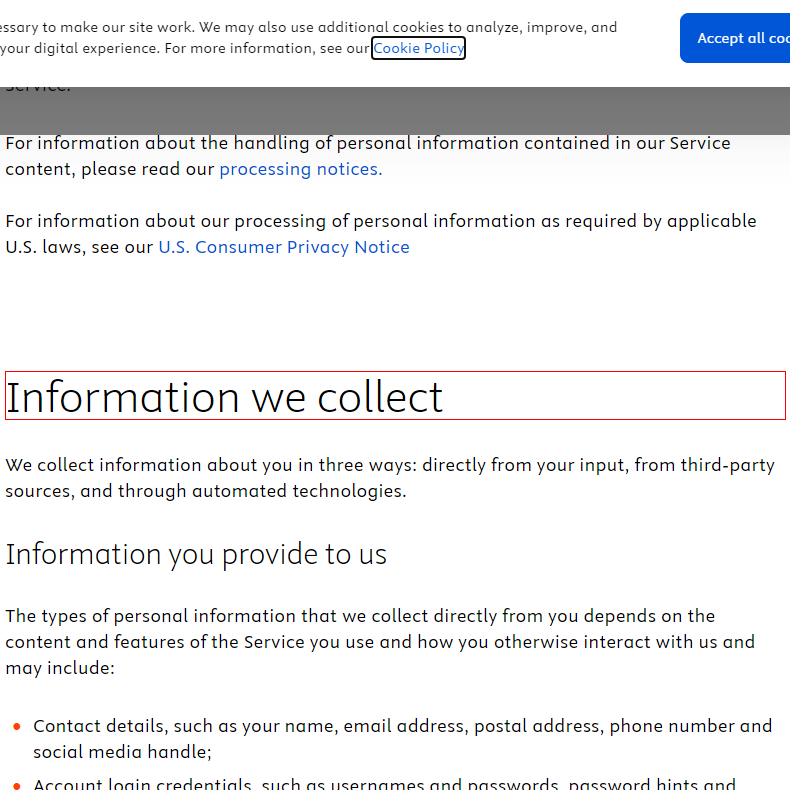 to make our site work. We may also use additional cookies to analyze, improve, and
your digital experience. For more information, see our Cookie Policy
Accept all
For information about the handling of personal information contained in our Service
content, please read our processing notices.
For information about our processing of personal information as required by applicable
U.S. laws, see our U.S. Consumer Privacy Notice
Information we collect
We collect information about you in three ways: directly from your input, from third-party
sources, and through automated technologies.
Information you provide to us
The types of personal information that we collect directly from you depends on the
content and features of the Service you use and how you otherwise interact with us and
may include:
Contact details, such as your name, email address, postal address, phone number and
social media handle;
Account login credentials, such as usernames and passwords, password hints and